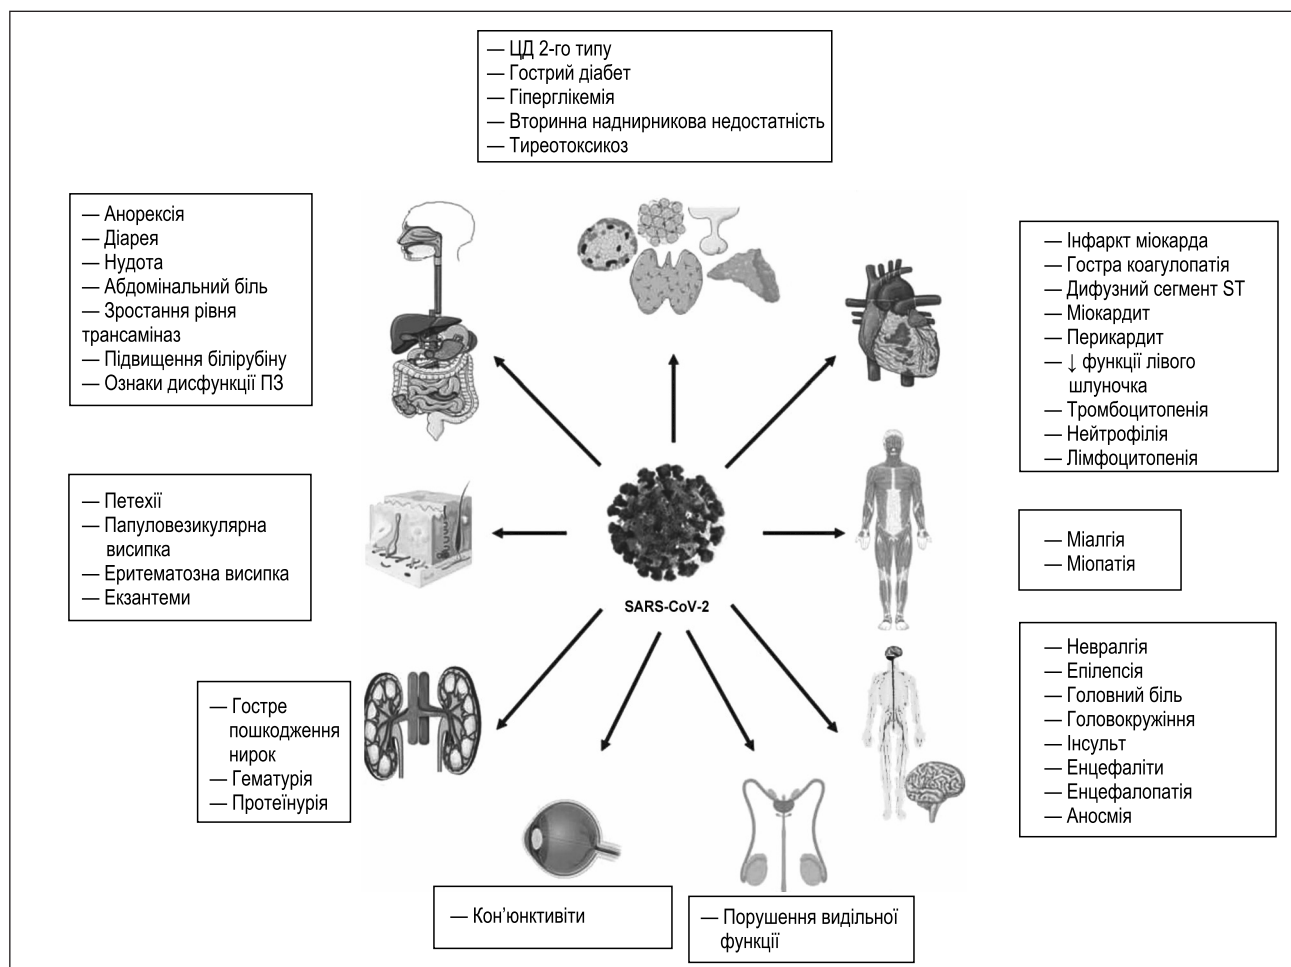 — ЦД 2-го типу
— Гострий діабет
— Гіперглікемія
— Вторинна наднирникова недостатність
— Тиреотоксикоз
— Анорексія
— Діарея
— Нудота
— Абдомінальний біль
— Зростання рівня
трансаміназ
— Підвищення білірубіну
— Ознаки дисфункції ПЗ
— Інфаркт міокарда
— Гостра коагулопатія
— Дифузний сегмент ST
— Міокардит
— Перикардит
— ↓ функції лівого
шлуночка
— Тромбоцитопенія
— Нейтрофілія
— Лімфоцитопенія
— Петехії
— Папуловезикулярна
висипка
— Еритематозна висипка
— Екзантеми
— Міалгія
— Міопатія
SARS-CoV-2
— Невралгія
— Епілепсія
— Головний біль
— Головокружіння
— Інсульт
— Енцефаліти
— Енцефалопатія
— Аносмія
— Гостре
пошкодження
нирок
— Гематурія
— Протеїнурія
— Кон’юнктивіти
— Порушення видільної
функції